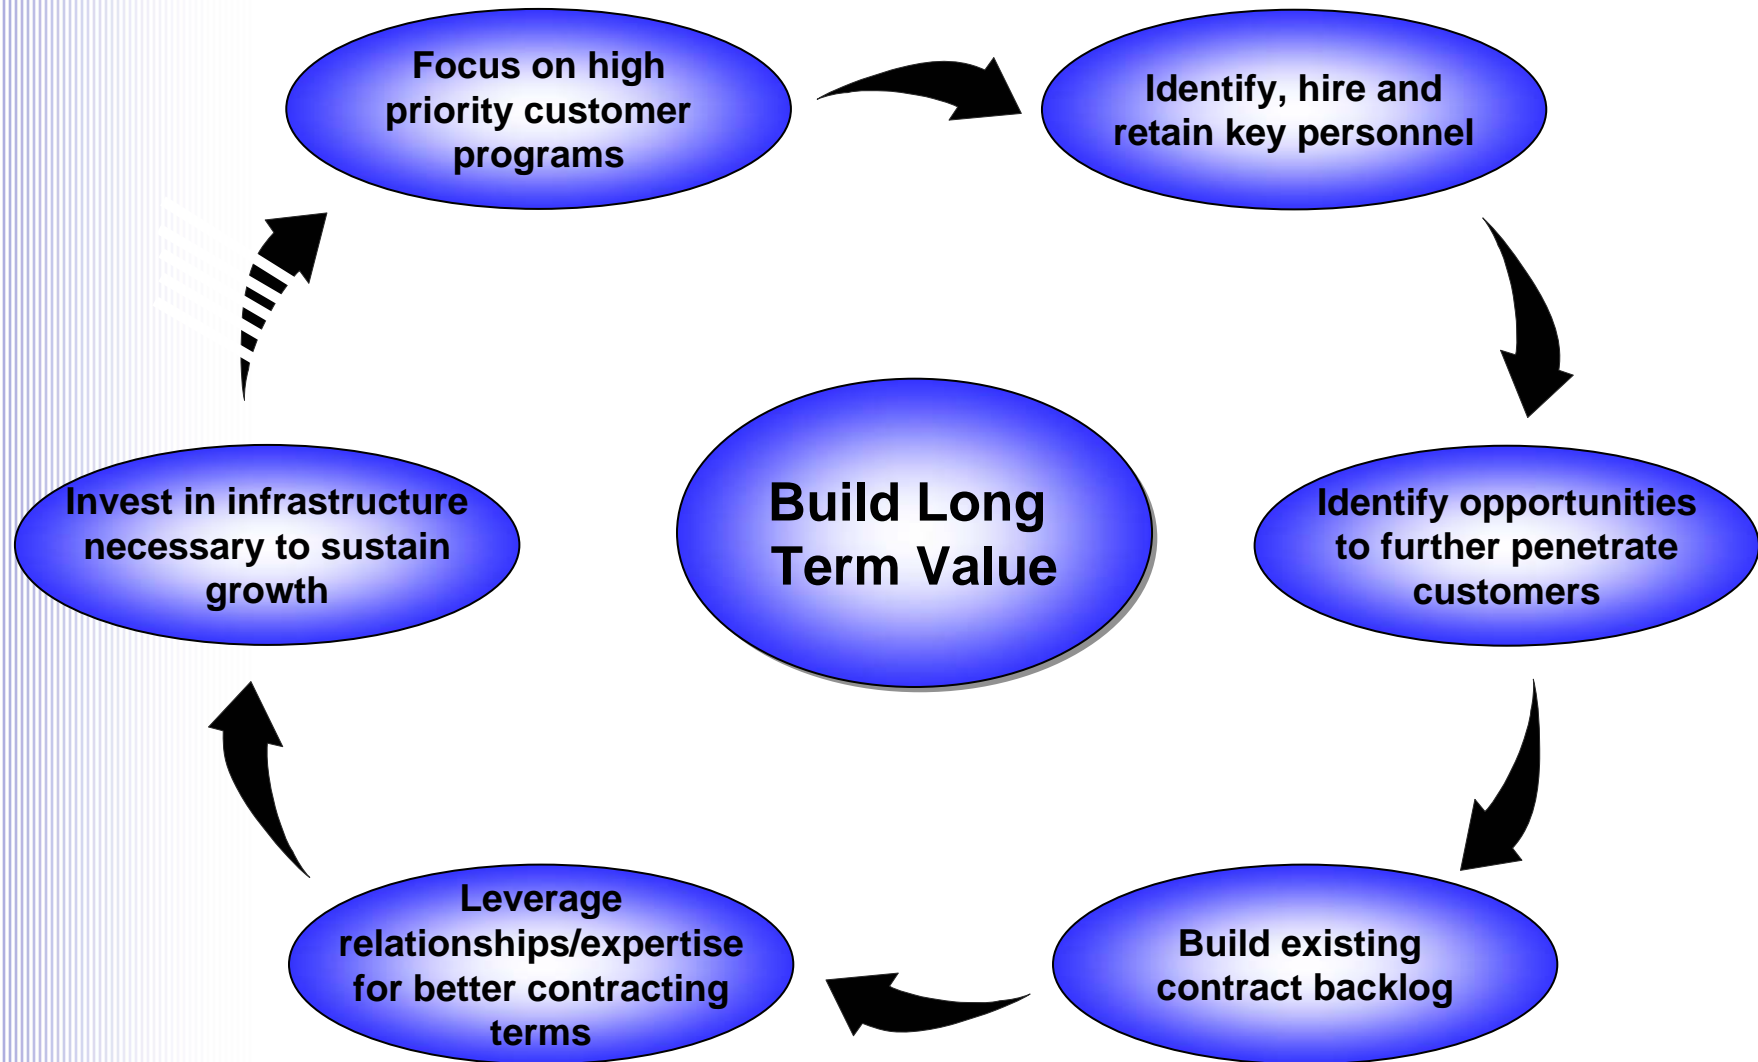 Focus on high
priority customer
programs
Identify, hire and
retain key personnel
Invest in infrastructure
necessary to sustain
growth
Build Long
Term Value
Identify opportunities
to further penetrate
customers
Leverage
relationships/expertise
for better contracting
terms
Build existing
contract backlog